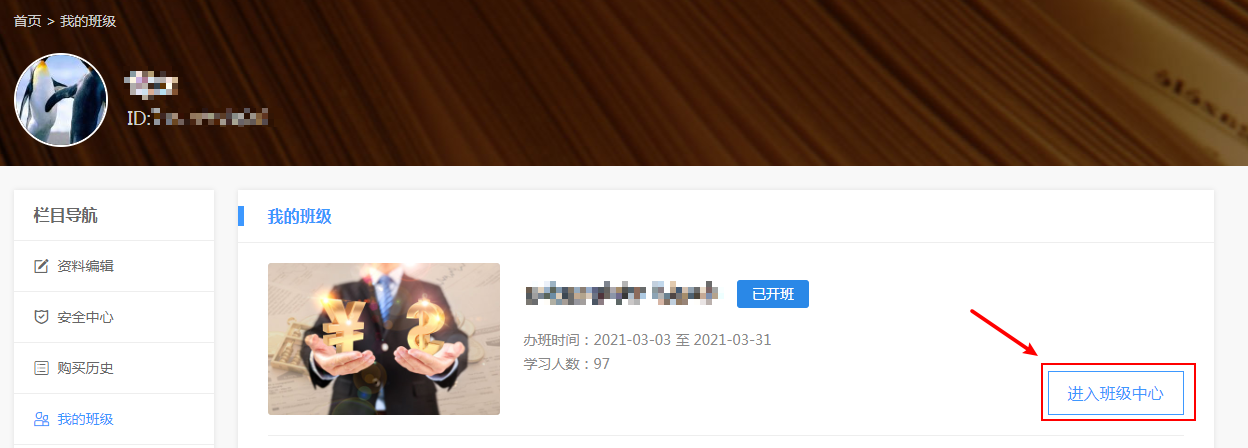 首页 > 我的班级
ID:
栏目导航
资料编辑
安全中心
购买历史
我的班级
我的班级
已开班
办班时间：2021-03-03 至 2021-03-31
学习人数：97
进入班级中心